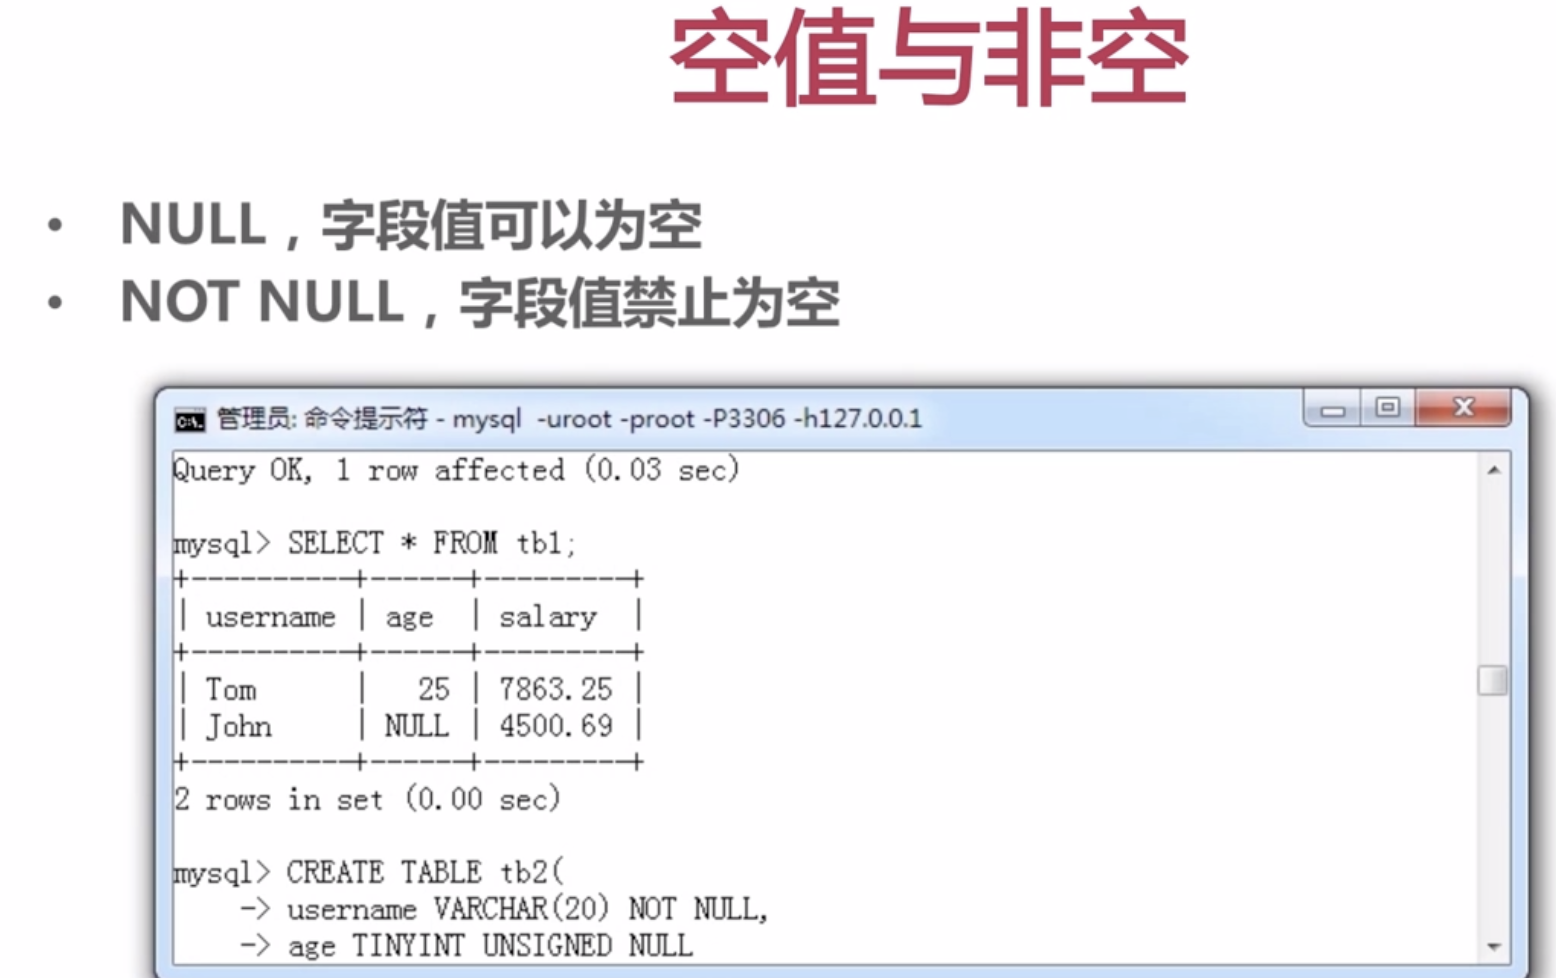 空值与非空
• NULL，字段值可以为空
• NOT NULL，字段值禁止为空
管理员: 命令提示符 - mysql  -uroot -proot -P3306 -h127.0.0.1
Query OK, 1 row affected (0.03 sec)
mysql> SELECT * FROM tb1;
+----------+------+---------+
| username | age  | salary  |
+----------+------+---------+
| Tom      |   25 | 7863.25 |
| John     | NULL | 4500.69 |
+----------+------+---------+
2 rows in set (0.00 sec)
mysql> CREATE TABLE tb2(
    -> username VARCHAR(20) NOT NULL,
    -> age TINYINT UNSIGNED NULL